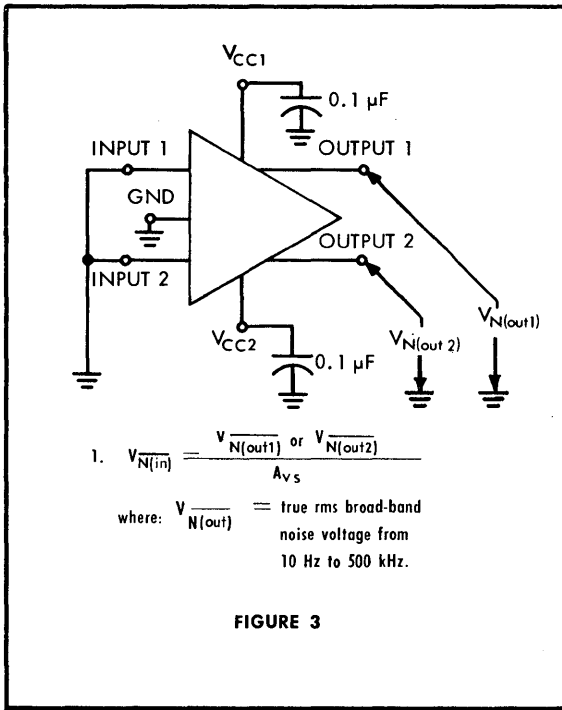 VCC1
0.1 µF
INPUT 1
OUTPUT 1
GND
OUTPUT 2
INPUT 2
VN(out1)
VN(out 2)
VCC2
0.1 µF
1. VN(in) = VN(out1) or VN(out2)
AVS
where: VN(out) = true rms broad-band
noise voltage from
10 Hz to 500 kHz.
FIGURE 3